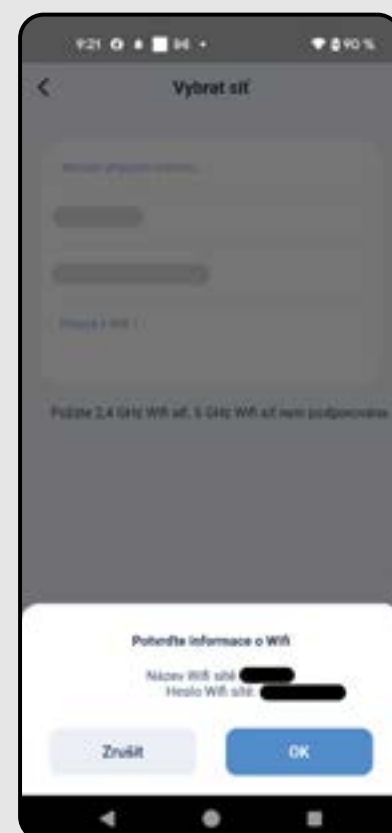 9:21 90 %
Vybrat síť
Použijte 2,4 GHz Wifi síť. 5 GHz Wifi síť není podporována
Potvrďte informace o Wifi
Název Wifi sítě
Heslo Wifi sítě:
Zrušit OK